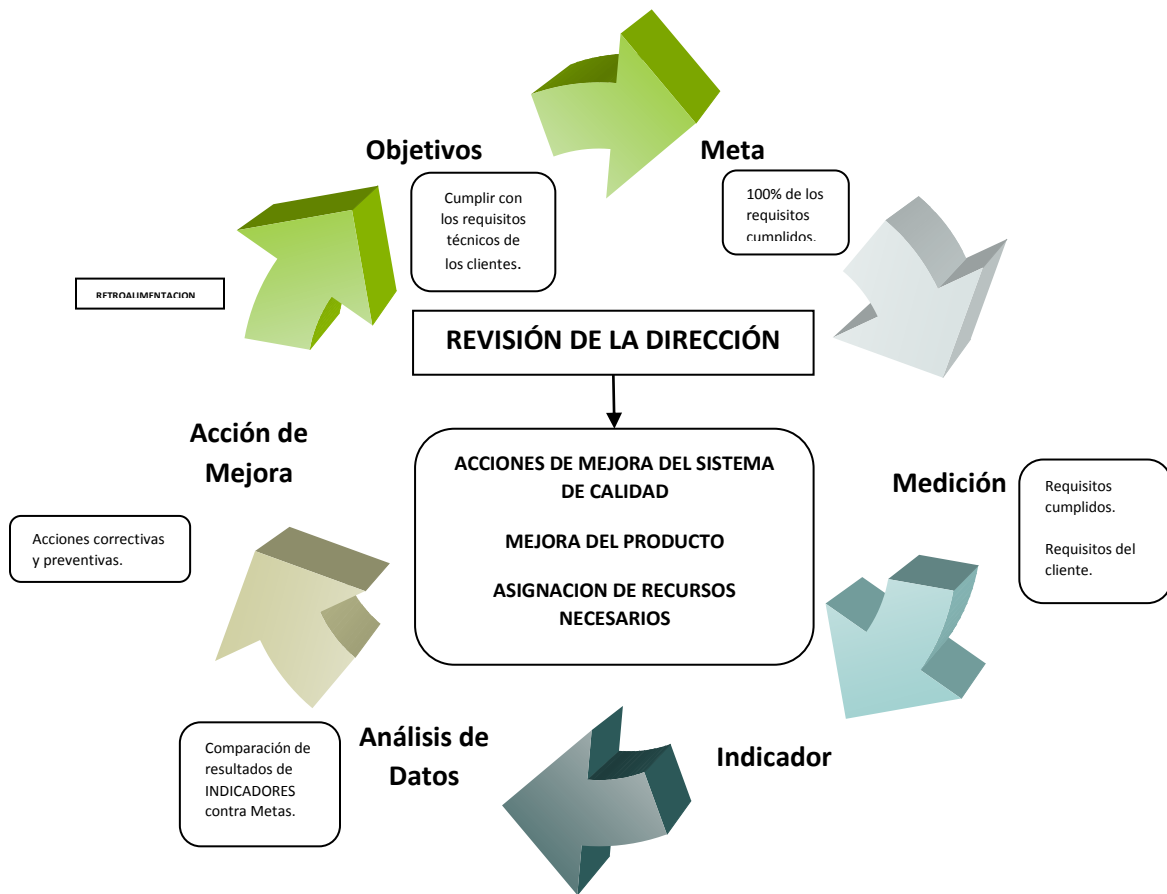 Objetivos
Cumplir con
los requisitos
técnicos de
los clientes.
Meta
100% de los
requisitos
cumplidos.
RETROALIMENTACION
REVISIÓN DE LA DIRECCIÓN
ACCIONES DE MEJORA DEL SISTEMA
DE CALIDAD
MEJORA DEL PRODUCTO
ASIGNACION DE RECURSOS
NECESARIOS
Medición
Requisitos
cumplidos.
Requisitos del
cliente.
Indicador
Análisis de
Datos
Comparación de
resultados de
INDICADORES
contra Metas.
Acción de
Mejora
Acciones correctivas
y preventivas.